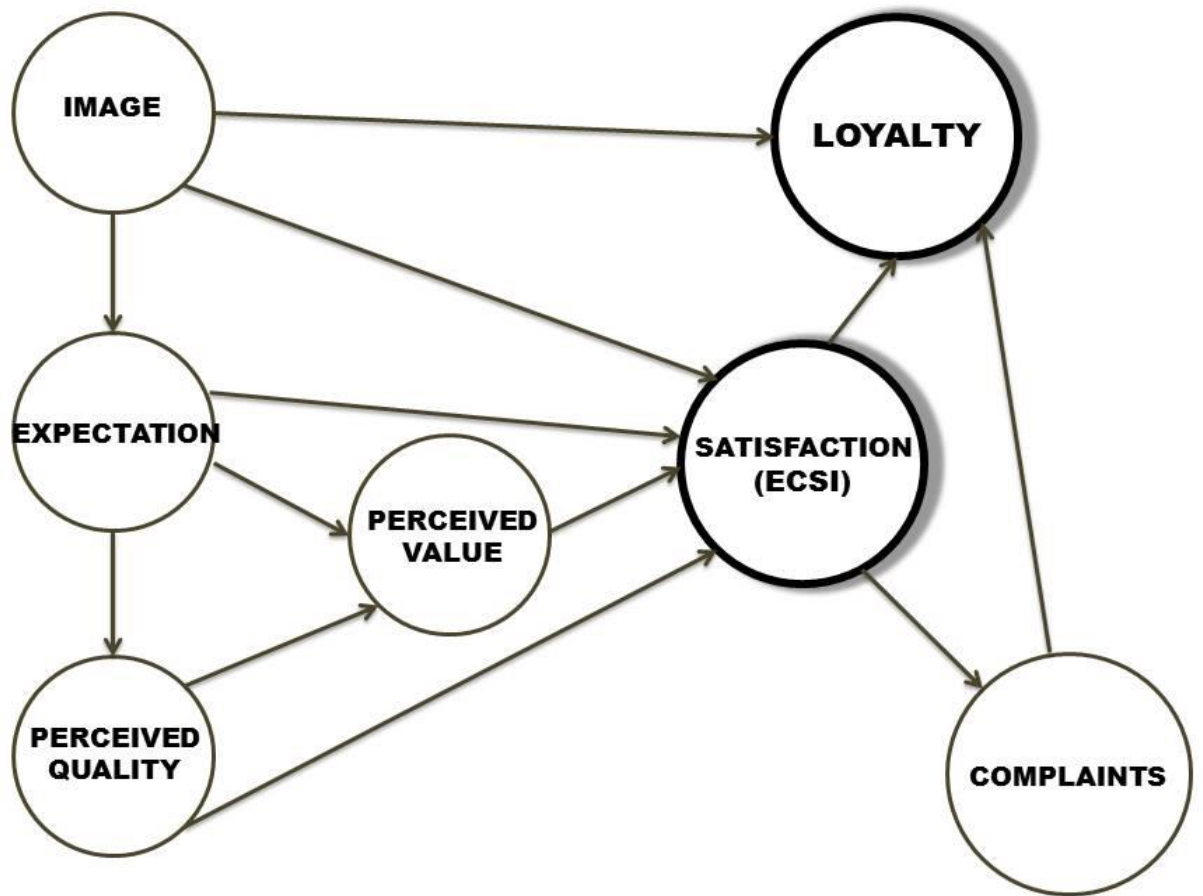 IMAGE
LOYALTY
EXPECTATION
SATISFACTION
(ECSI)
PERCEIVED
VALUE
PERCEIVED
QUALITY
COMPLAINTS